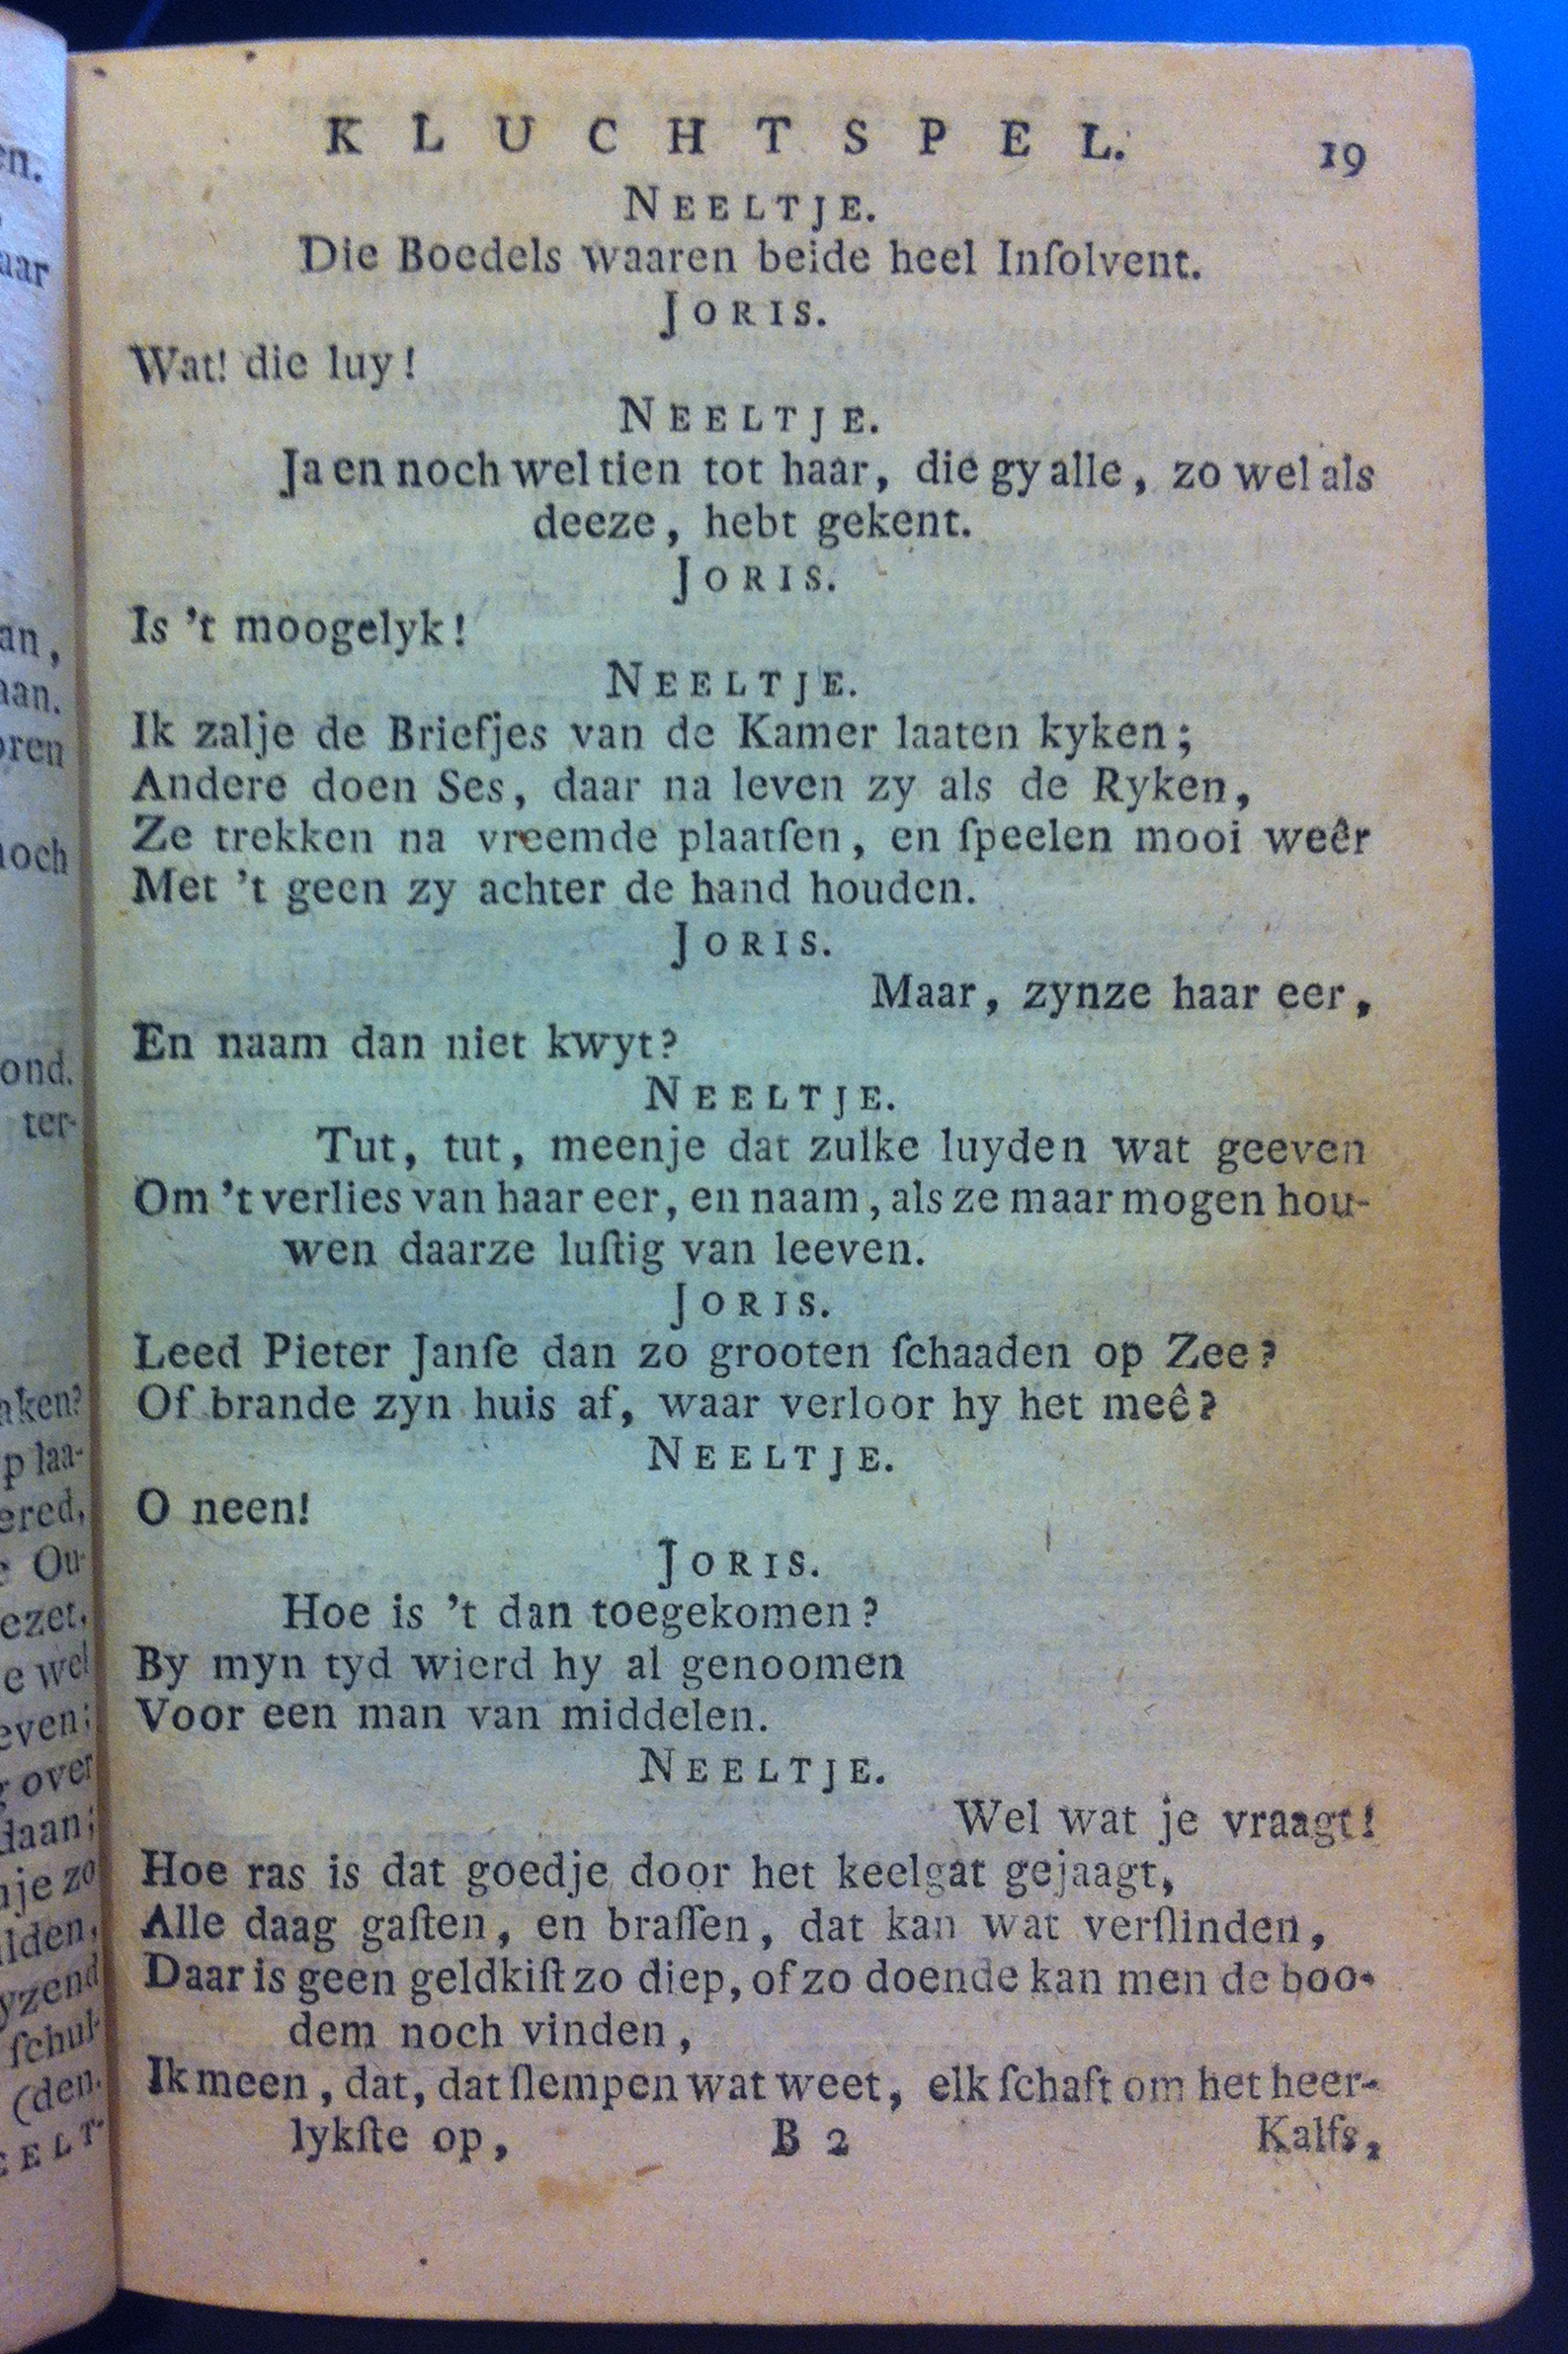 KLUCHTSPEL. 19
NEELTJE.
Die Boedels waaren beide heel Inſolvent.
JORIS.
Wat! die luy!
NEELTJE.
Ja en noch wel tien tot haar, die gy alle, zo wel als
deeze, hebt gekent.
JORIS.
Is 't moogelyk!
NEELTJE.
Ik zalje de Briefjes van de Kamer laaten kyken;
Andere doen Ses, daar na leven zy als de Ryken,
Ze trekken na vreemde plaatſen, en ſpeelen mooi weêr
Met 't geen zy achter de hand houden.
JORIS.
Maar, zynze haar eer,
En naam dan niet kwyt?
NEELTJE.
Tut, tut, meenje dat zulke luyden wat geeven
Om 't verlies van haar eer, en naam, als ze maar mogen hou-
wen daarze luſtig van leeven.
JORIS.
Leed Pieter Janſe dan zo grooten ſchaaden op Zee?
Of brande zyn huis af, waar verloor hy het meê?
NEELTJE.
O neen!
JORIS.
Hoe is 't dan toegekomen?
By myn tyd wierd hy al genoomen
Voor een man van middelen.
NEELTJE.
Wel wat je vraagt!
Hoe ras is dat goedje door het keelgat gejaagt,
Alle daag gaſten, en braſſen, dat kan wat verſlinden,
Daar is geen geldkiſt zo diep, of zo doende kan men de boo-
dem noch vinden,
Ik meen, dat, dat ſlempen wat weet, elk ſchaft om het heer-
lykſte op, B 2 Kalfs,